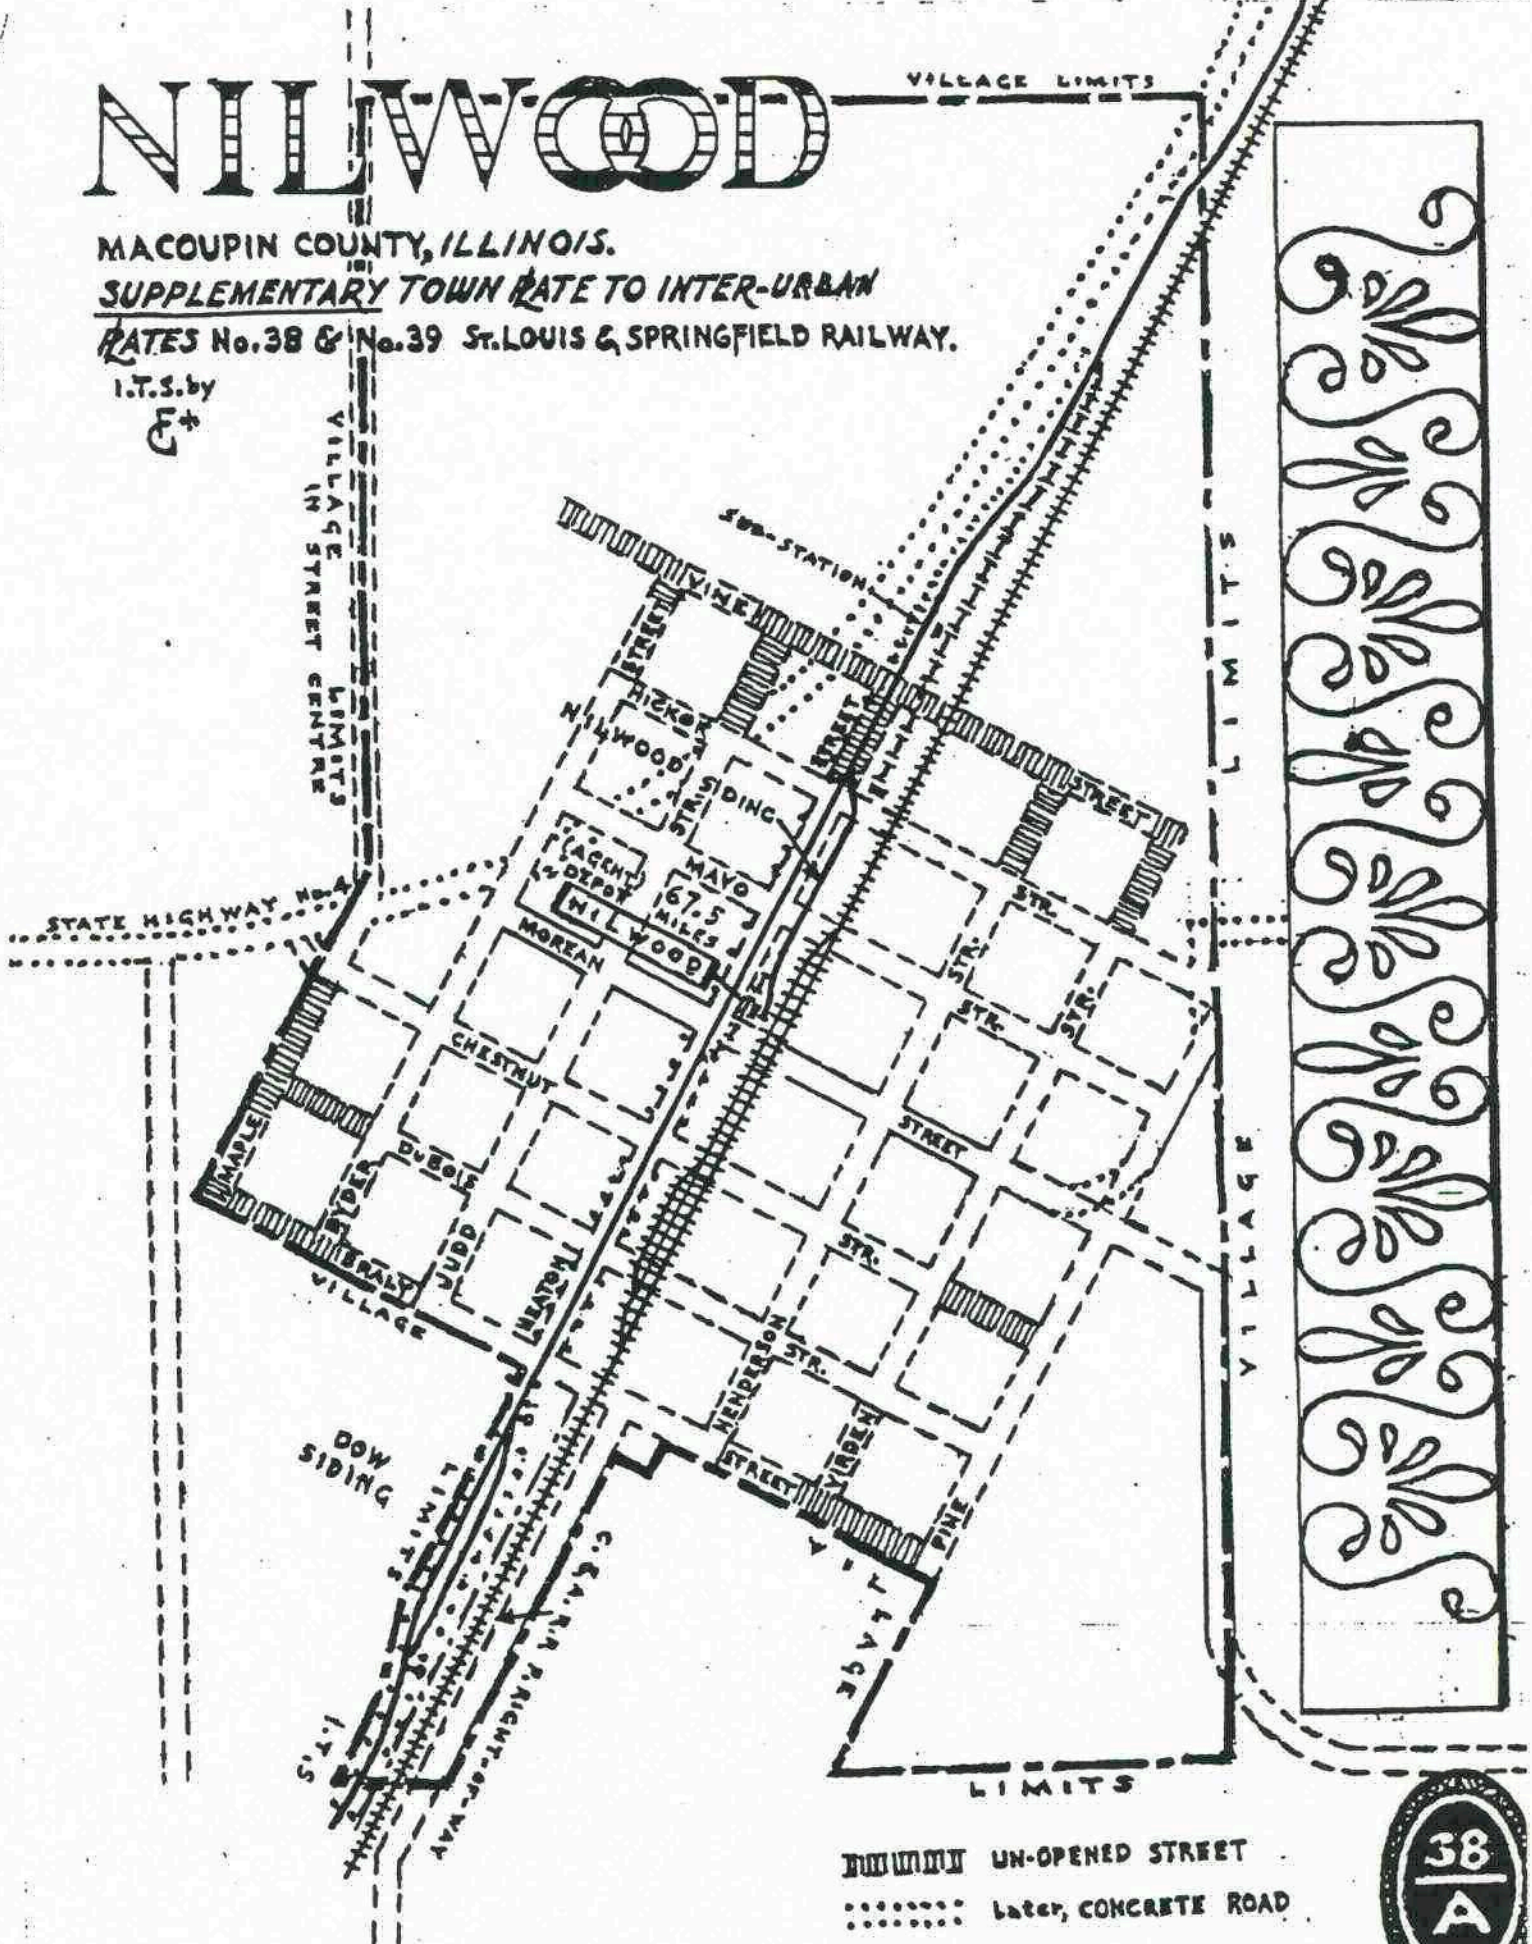 NILWOOD
MACOUPIN COUNTY, ILLINOIS.
SUPPLEMENTARY TOWN PLATE TO INTER-URBAN
PLATES No. 38 & No. 39 ST. LOUIS & SPRINGFIELD RAILWAY.
I.T.S. by
VILLAGE LIMITS
VILLAGE LIMITS
IN STREET CENTRE
SUB-STATION
VINE
STREET
STREET
HICKORY
STREET
NILWOOD SIDING
STR.
MAYO
STR.
(AGENT)
DEPOT
67.5
MILES
NILWOOD
MOREAN
STR.
STR.
STR.
STATE HIGHWAY No. 4
CHESTNUT
STREET
DUBOIS
STR.
MAPLE
RYDER
JUDD
HEATON
STR.
BRALY
STREET
HENDERSON
STR.
VIRDEN
PINE
VILLAGE
LIMITS
DOW
SIDING
C. & A. R.R. RIGHT-OF-WAY
I.T.S
VILLAGE
LIMITS
VILLAGE LIMITS
UN-OPENED STREET
Later, CONCRETE ROAD
38
A